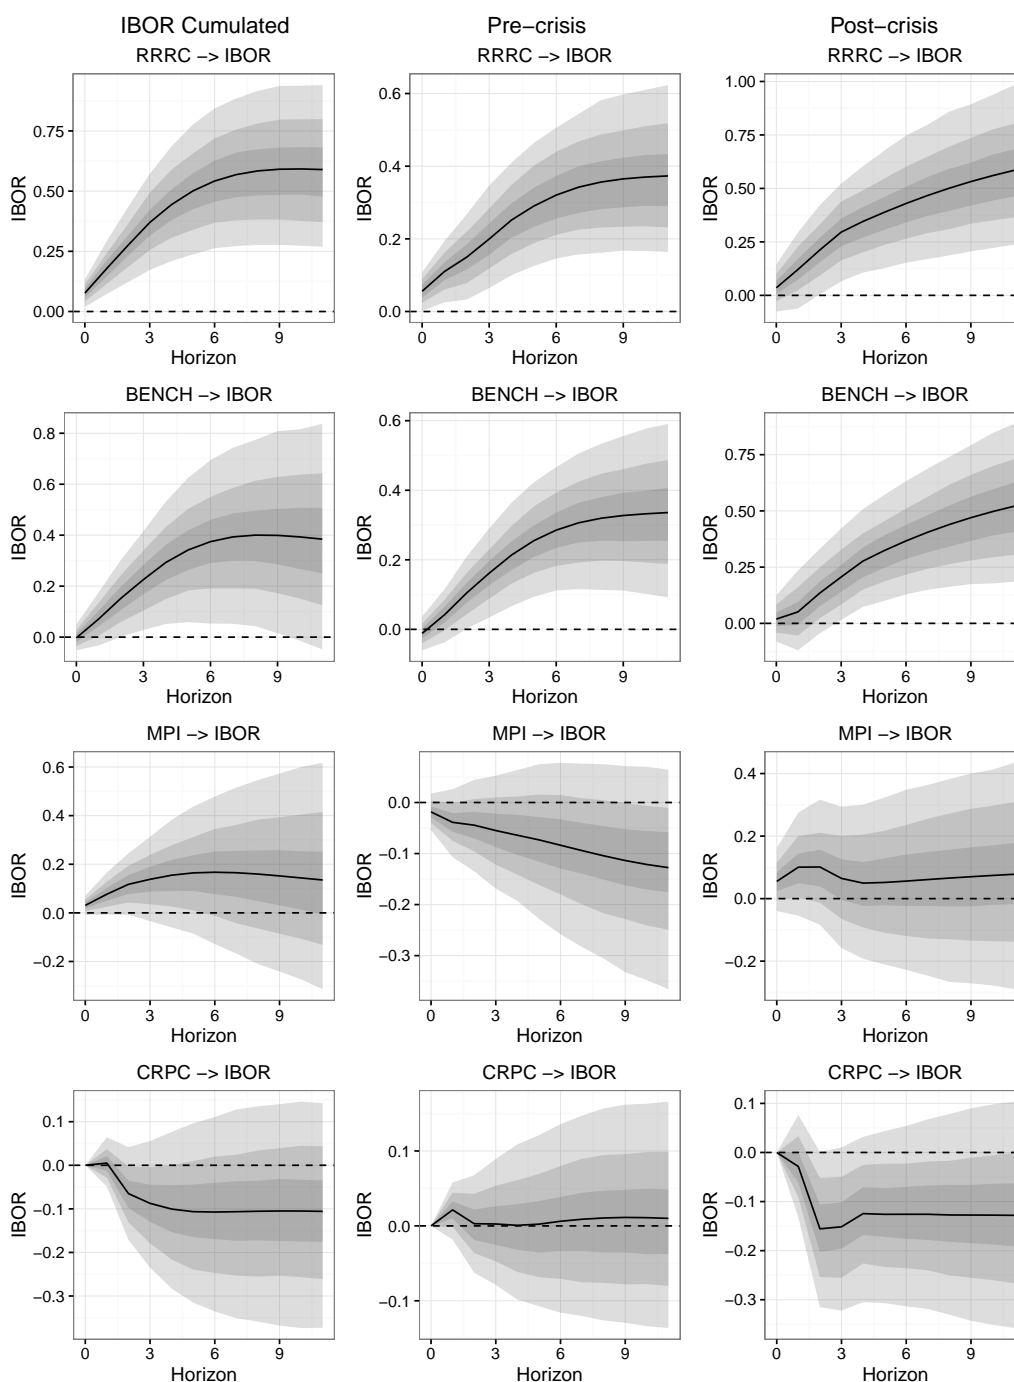 IBOR Cumulated Pre−crisis Post−crisis
RRRC −> IBOR RRRC −> IBOR RRRC −> IBOR
0.75
0.50
0.25
0.00
IBOR
0 3 6 9
Horizon
0.6
0.4
0.2
0.0
IBOR
0 3 6 9
Horizon
1.00
0.75
0.50
0.25
0.00
IBOR
0 3 6 9
Horizon
BENCH −> IBOR BENCH −> IBOR BENCH −> IBOR
0.8
0.6
0.4
0.2
0.0
IBOR
0 3 6 9
Horizon
0.6
0.4
0.2
0.0
IBOR
0 3 6 9
Horizon
0.75
0.50
0.25
0.00
IBOR
0 3 6 9
Horizon
MPI −> IBOR MPI −> IBOR MPI −> IBOR
0.6
0.4
0.2
0.0
−0.2
IBOR
0 3 6 9
Horizon
0.0
−0.1
−0.2
−0.3
IBOR
0 3 6 9
Horizon
0.4
0.2
0.0
−0.2
IBOR
0 3 6 9
Horizon
CRPC −> IBOR CRPC −> IBOR CRPC −> IBOR
0.1
0.0
−0.1
−0.2
−0.3
IBOR
0 3 6 9
Horizon
0.1
0.0
−0.1
IBOR
0 3 6 9
Horizon
0.1
0.0
−0.1
−0.2
−0.3
IBOR
0 3 6 9
Horizon